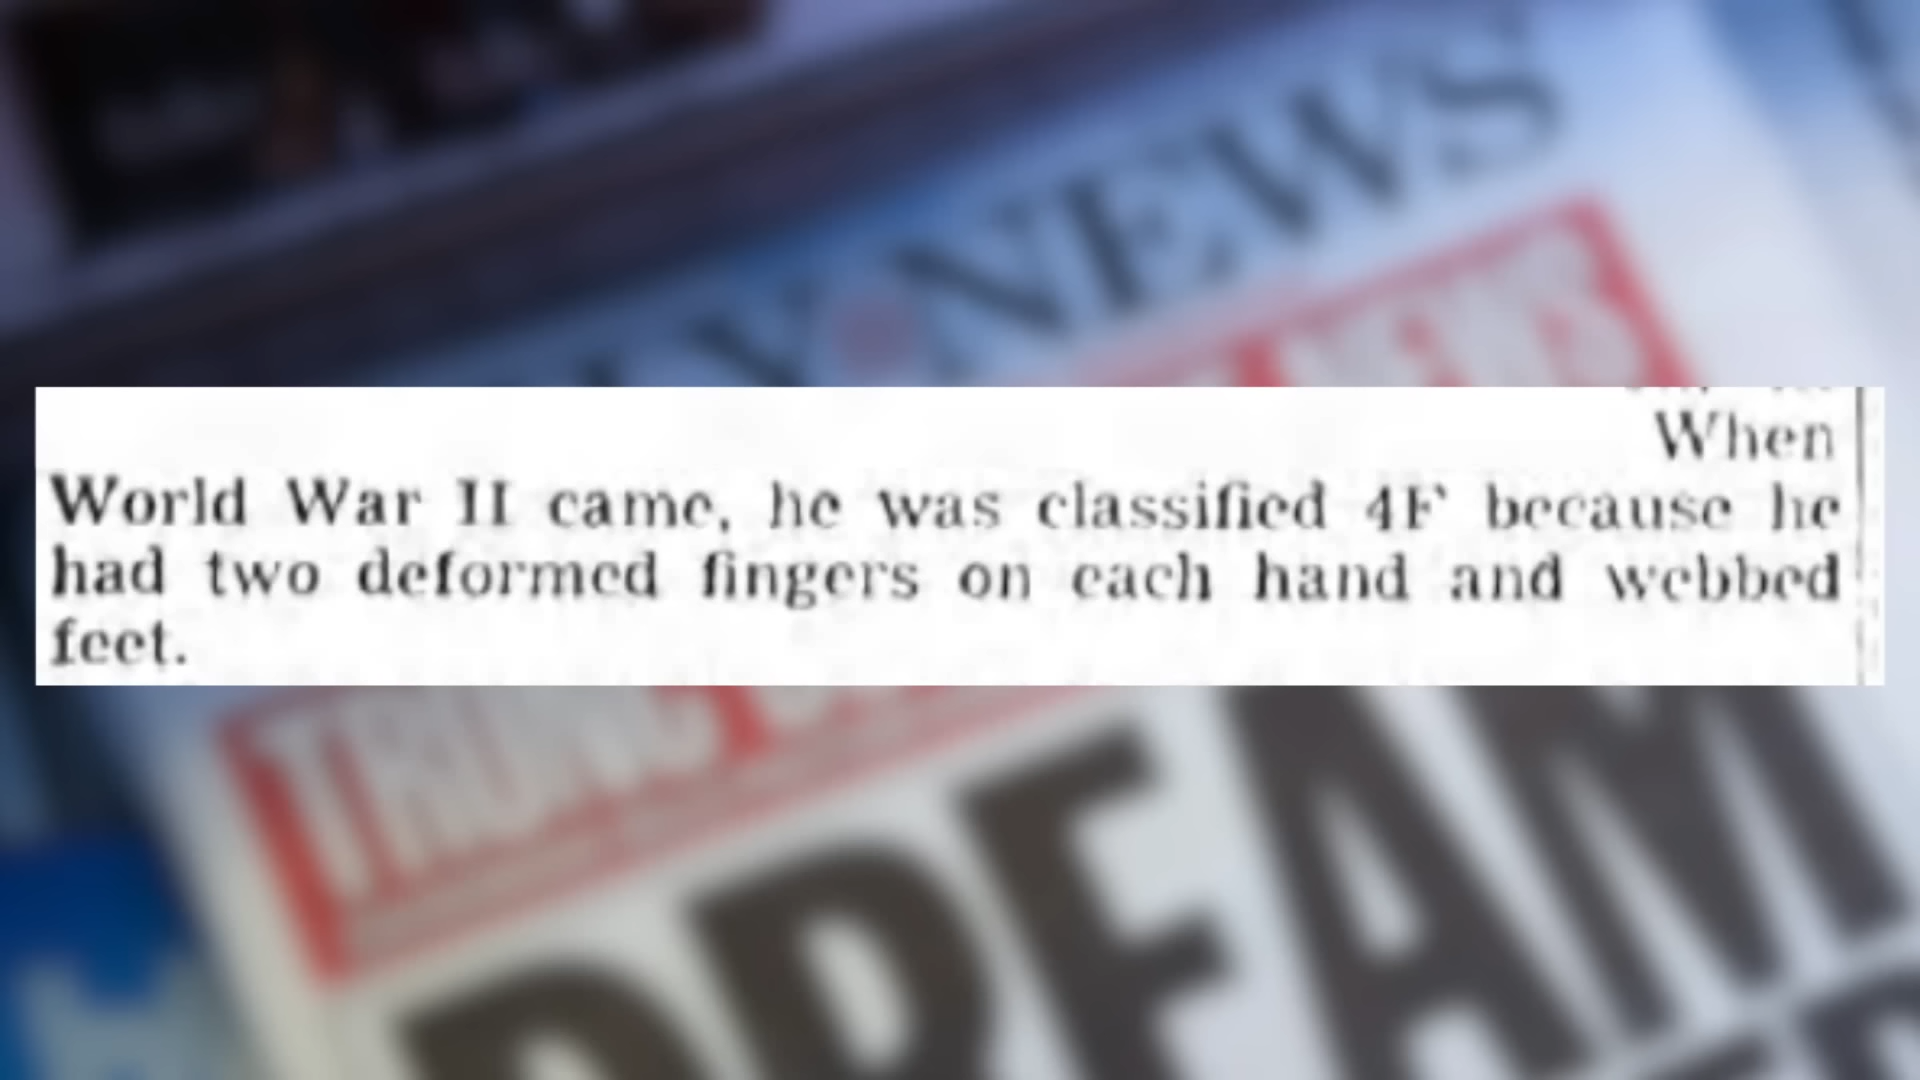 NEWS
When
World War II came, he was classified 4F because he
had two deformed fingers on each hand and webbed
feet.